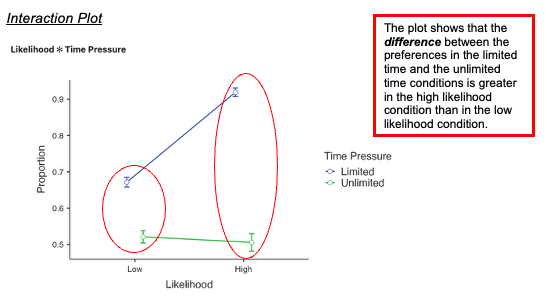 Interaction Plot
Likelihood ✻ Time Pressure
The plot shows that the
difference between the
preferences in the limited
time and the unlimited
time conditions is greater
in the high likelihood
condition than in the low
likelihood condition.
0.9
0.8
0.7
0.6
0.5
Proportion
Low
High
Likelihood
Time Pressure
Limited
Unlimited